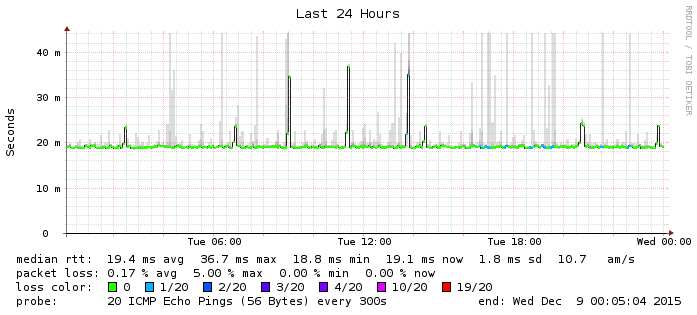 Last 24 Hours
RRDTOOL / TOBI OETIKER
Seconds
40 m
30 m
20 m
10 m
0
Tue 06:00 Tue 12:00 Tue 18:00 Wed 00:00
median rtt: 19.4 ms avg 36.7 ms max 18.8 ms min 19.1 ms now 1.8 ms sd 10.7 am/s
packet loss: 0.17 % avg 5.00 % max 0.00 % min 0.00 % now
loss color: 0 1/20 2/20 3/20 4/20 10/20 19/20
probe: 20 ICMP Echo Pings (56 Bytes) every 300s end: Wed Dec 9 00:05:04 2015